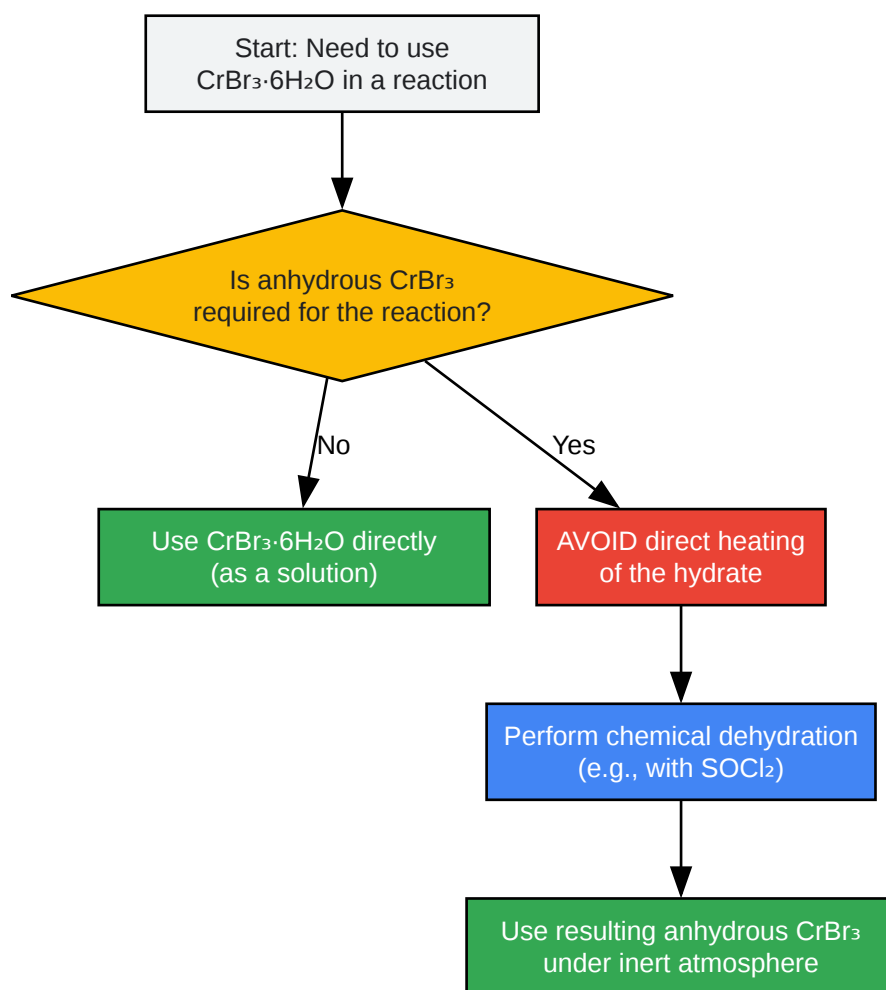 Start: Need to use
CrBr₃·6H₂O in a reaction
Is anhydrous CrBr₃
required for the reaction?
No
Yes
Use CrBr₃·6H₂O directly
(as a solution)
AVOID direct heating
of the hydrate
Perform chemical dehydration
(e.g., with SOCl₂)
Use resulting anhydrous CrBr₃
under inert atmosphere